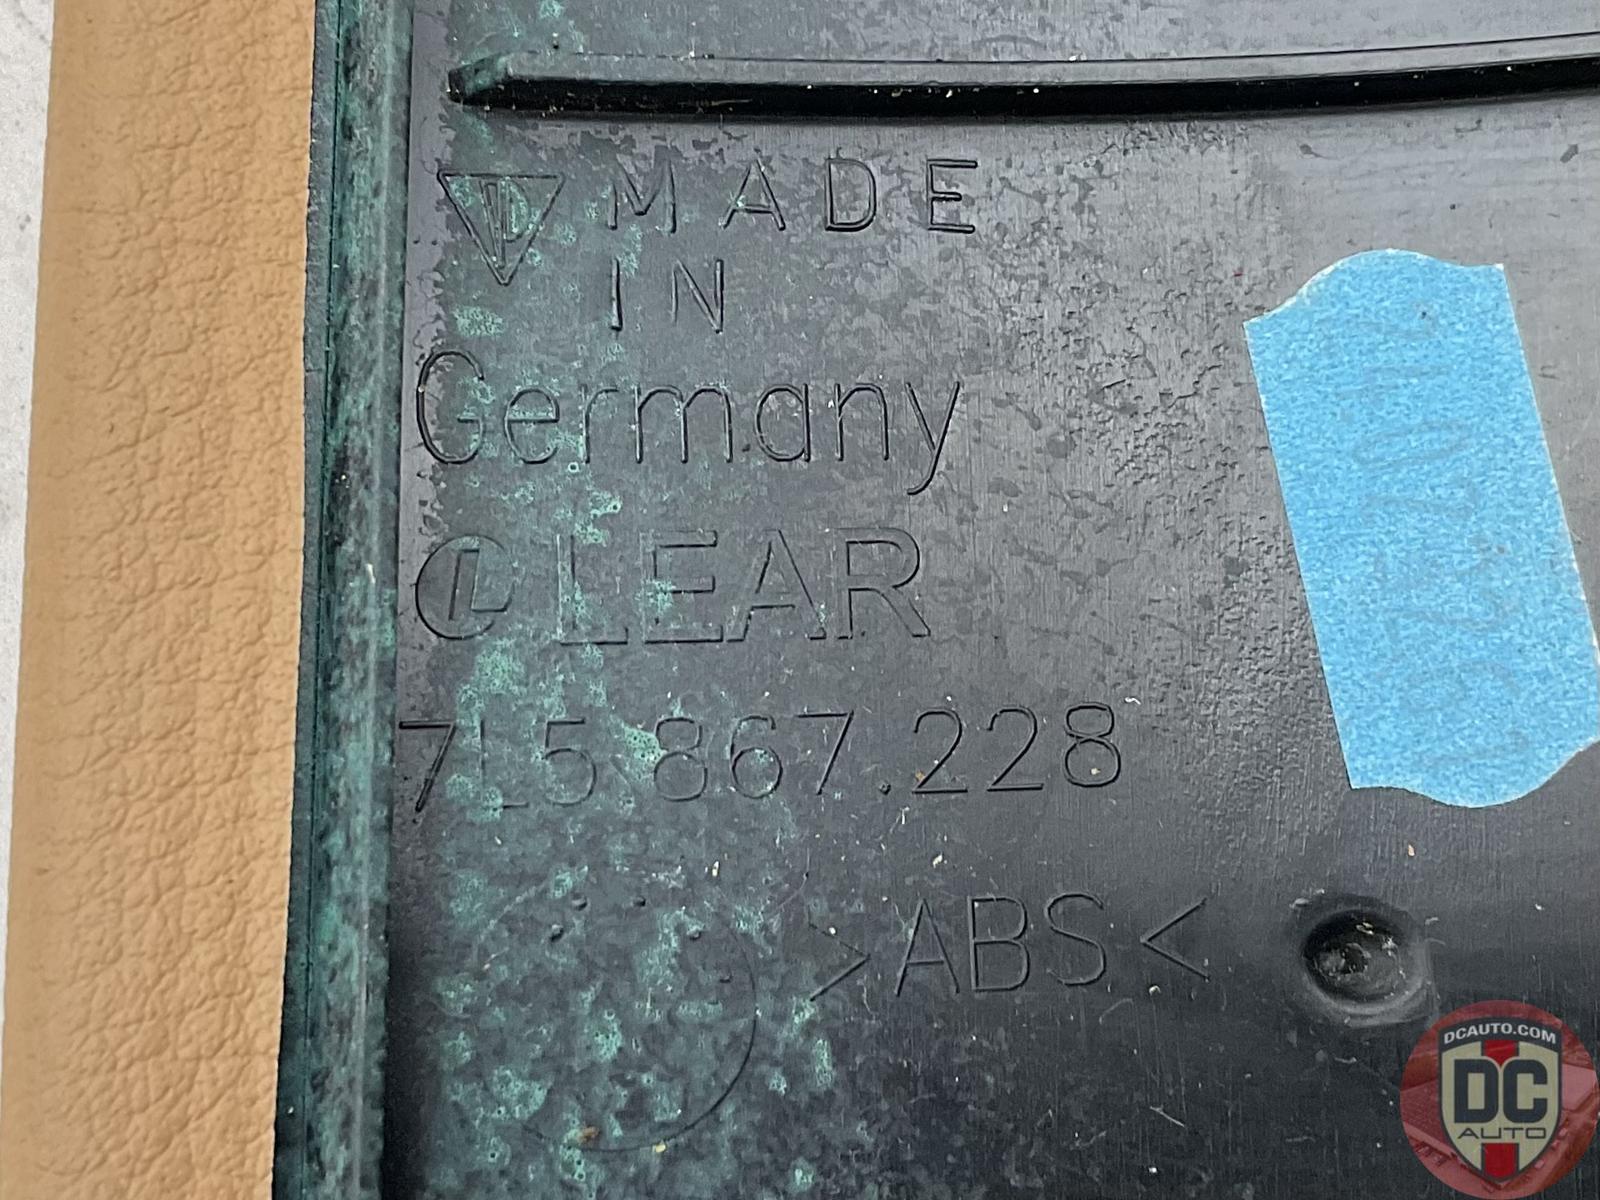 MADE
IN
Germany
LEAR
7L5.867.228
>ABS<
DCAUTO.COM
DC
AUTO